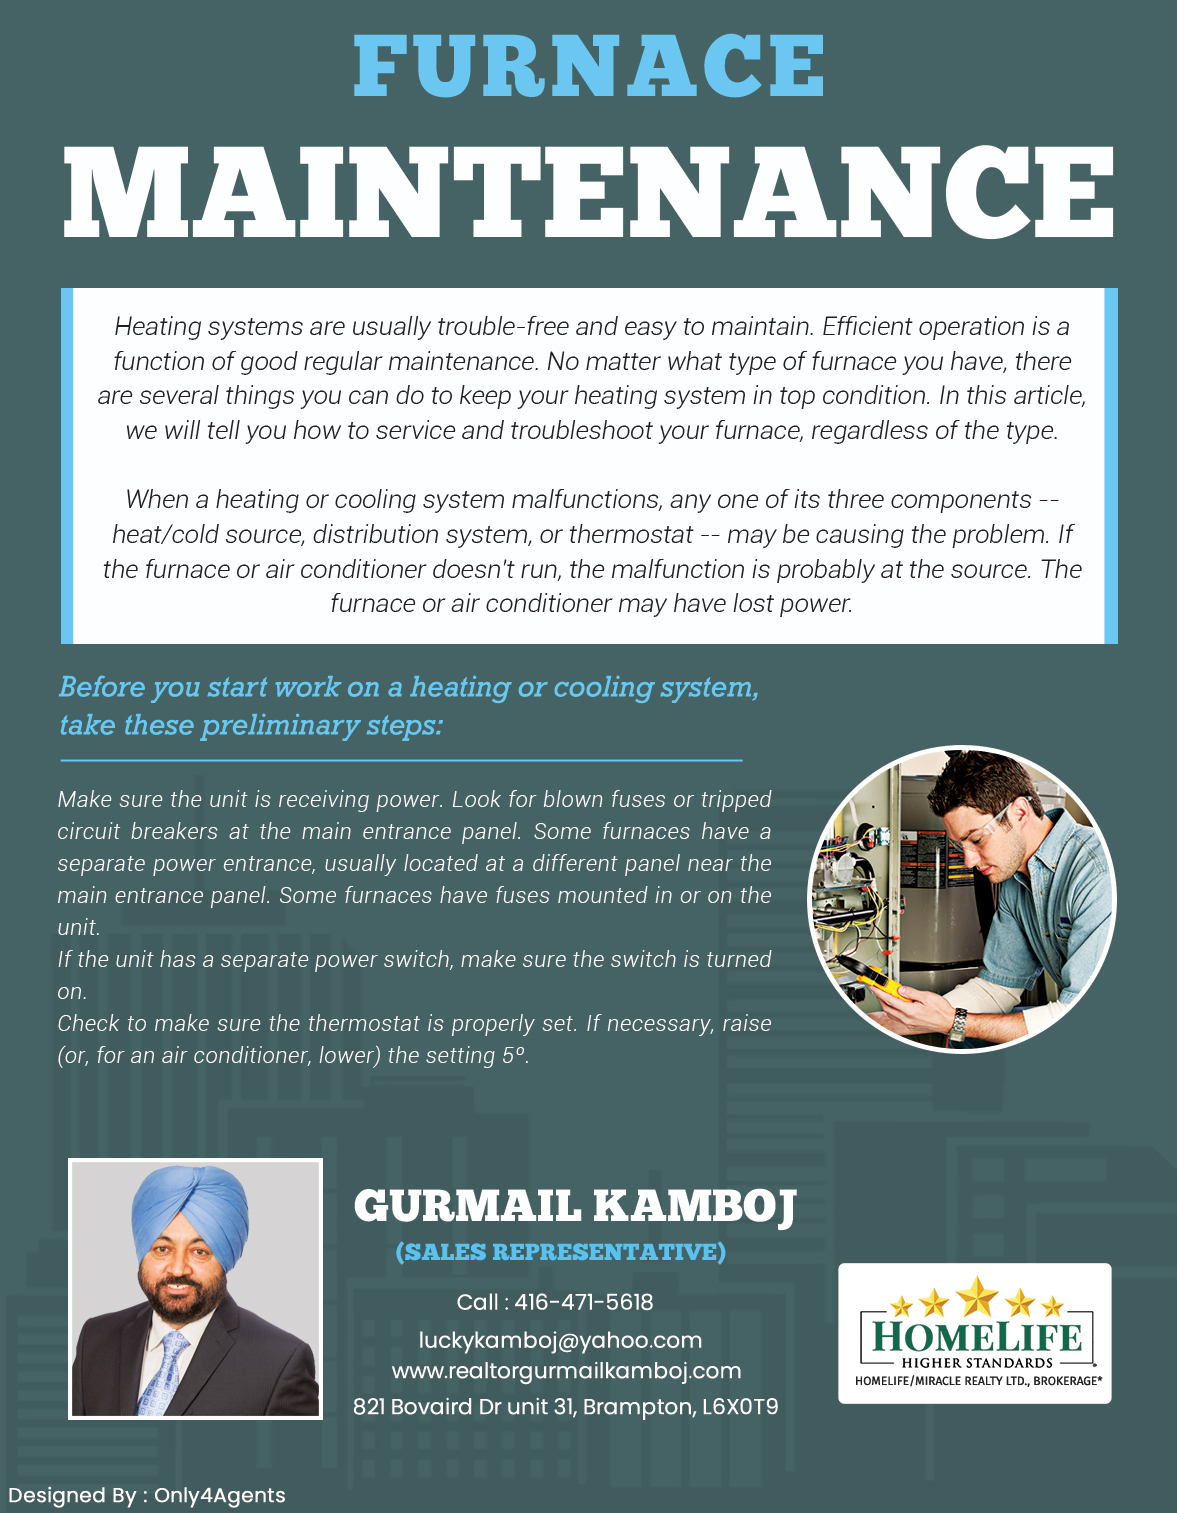 FURNACE
MAINTENANCE
Heating systems are usually trouble-free and easy to maintain. Efficient operation is a
function of good regular maintenance. No matter what type of furnace you have, there
are several things you can do to keep your heating system in top condition. In this article,
we will tell you how to service and troubleshoot your furnace, regardless of the type.
When a heating or cooling system malfunctions, any one of its three components --
heat/cold source, distribution system, or thermostat -- may be causing the problem. If
the furnace or air conditioner doesn't run, the malfunction is probably at the source. The
furnace or air conditioner may have lost power.
Before you start work on a heating or cooling system,
take these preliminary steps:
Make sure the unit is receiving power. Look for blown fuses or tripped
circuit breakers at the main entrance panel. Some furnaces have a
separate power entrance, usually located at a different panel near the
main entrance panel. Some furnaces have fuses mounted in or on the
unit.
If the unit has a separate power switch, make sure the switch is turned
on.
Check to make sure the thermostat is properly set. If necessary, raise
(or, for an air conditioner, lower) the setting 5º.
GURMAIL KAMBOJ
(SALES REPRESENTATIVE)
Call : 416-471-5618
luckykamboj@yahoo.com
www.realtorgurmailkamboj.com
821 Bovaird Dr unit 31, Brampton, L6X0T9
HOMELIFE
HIGHER STANDARDS
HOMELIFE/MIRACLE REALTY LTD., BROKERAGE*
Designed By : Only4Agents